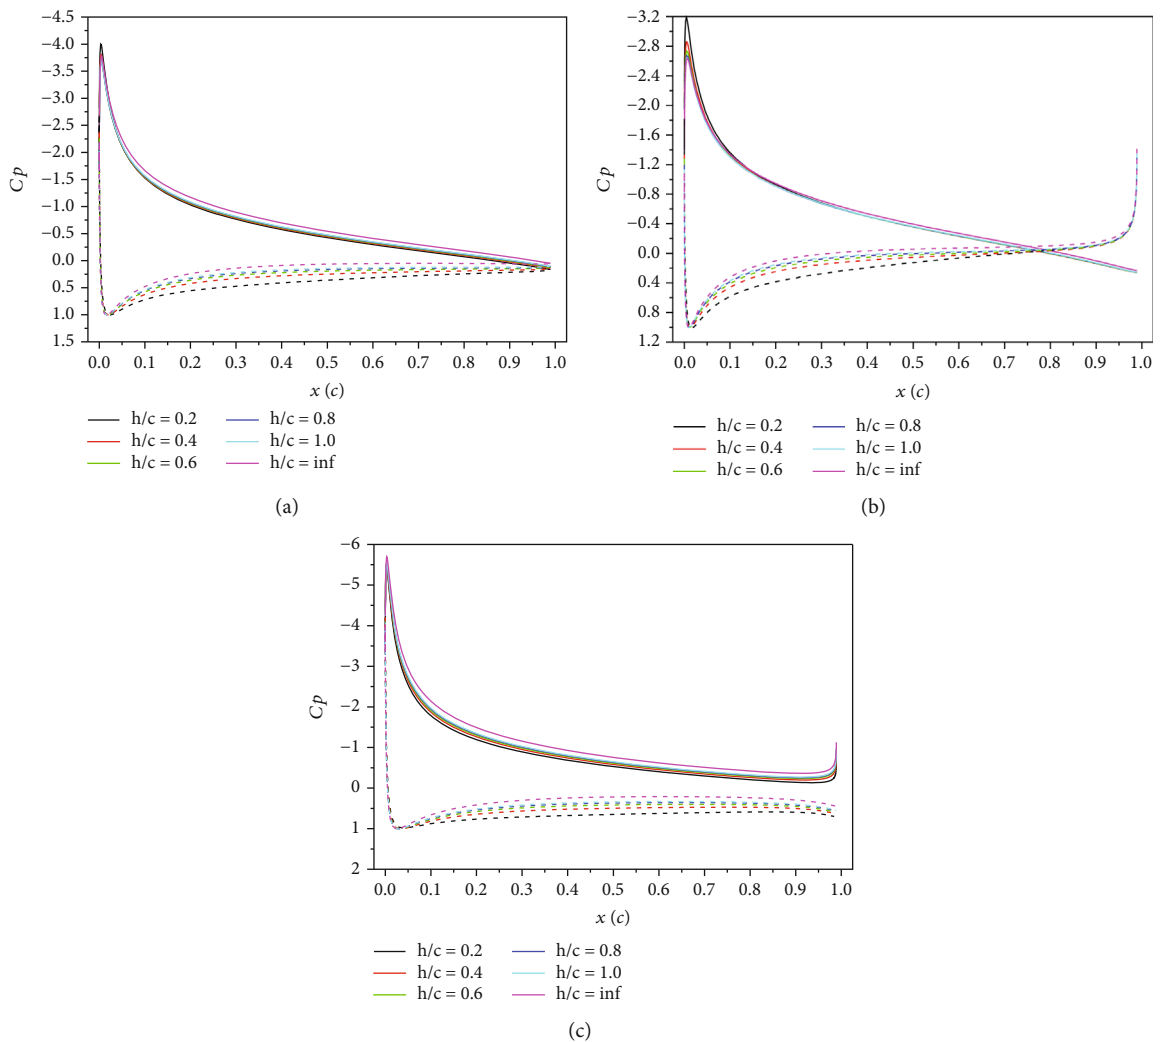 −4.5
−4.0
−3.5
−3.0
−2.5
−2.0
−1.5
−1.0
−0.5
0.0
0.5
1.0
1.5
Cp
0.0 0.1 0.2 0.3 0.4 0.5 0.6 0.7 0.8 0.9 1.0
x (c)
h/c = 0.2 h/c = 0.8
h/c = 0.4 h/c = 1.0
h/c = 0.6 h/c = inf
(a)
−3.2
−2.8
−2.4
−2.0
−1.6
−1.2
−0.8
−0.4
0.0
0.4
0.8
1.2
Cp
0.0 0.1 0.2 0.3 0.4 0.5 0.6 0.7 0.8 0.9 1.0
x (c)
h/c = 0.2 h/c = 0.8
h/c = 0.4 h/c = 1.0
h/c = 0.6 h/c = inf
(b)
−6
−5
−4
−3
−2
−1
0
1
2
Cp
0.0 0.1 0.2 0.3 0.4 0.5 0.6 0.7 0.8 0.9 1.0
x (c)
h/c = 0.2 h/c = 0.8
h/c = 0.4 h/c = 1.0
h/c = 0.6 h/c = inf
(c)